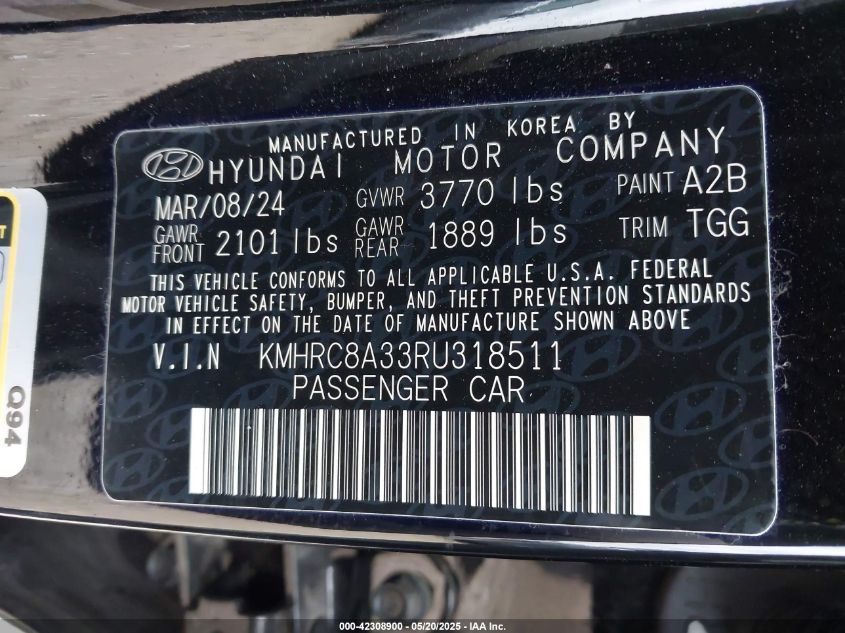 MANUFACTURED IN KOREA BY
HYUNDAI MOTOR COMPANY
MAR/08/24 GVWR 3770 lbs PAINT A2B
GAWR FRONT 2101 lbs GAWR REAR 1889 lbs TRIM TGG
THIS VEHICLE CONFORMS TO ALL APPLICABLE U.S.A. FEDERAL
MOTOR VEHICLE SAFETY, BUMPER, AND THEFT PREVENTION STANDARDS
IN EFFECT ON THE DATE OF MANUFACTURE SHOWN ABOVE
V.I.N KMHRC8A33RU318511
PASSENGER CAR
Q94
000-42308900 — 05/20/2025 — IAA Inc.